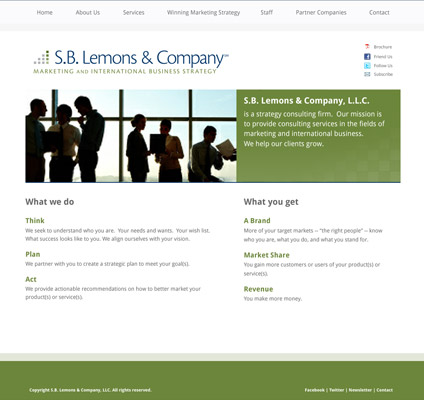 Home About Us Services Winning Marketing Strategy Staff Partner Companies Contact
Brochure
Friend Us
Follow Us
Subscribe
S.B. Lemons & Company SM
MARKETING AND INTERNATIONAL BUSINESS STRATEGY
S.B. Lemons & Company, L.L.C.
is a strategy consulting firm. Our mission is
to provide consulting services in the fields of
marketing and international business.
We help our clients grow.
What we do
Think
We seek to understand who you are. Your needs and wants. Your wish list.
What success looks like to you. We align ourselves with your vision.
Plan
We partner with you to create a strategic plan to meet your goal(s).
Act
We provide actionable recommendations on how to better market your
product(s) or service(s).
What you get
A Brand
More of your target markets -- "the right people" -- know
who you are, what you do, and what you stand for.
Market Share
You gain more customers or users of your product(s) or
service(s).
Revenue
You make more money.
Copyright S.B. Lemons & Company, LLC. All rights reserved.
Facebook | Twitter | Newsletter | Contact